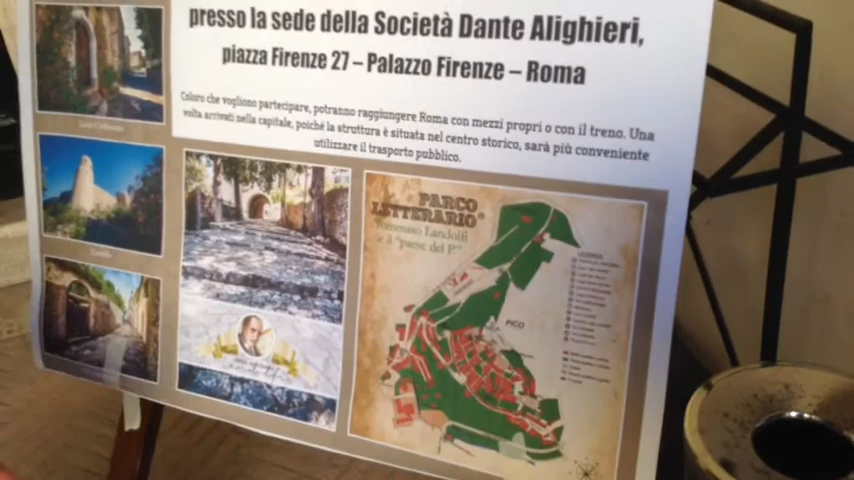 presso la sede della Società Dante Alighieri,
piazza Firenze 27 – Palazzo Firenze – Roma
Coloro che vogliono partecipare, potranno raggiungere Roma con mezzi propri o con il treno. Una
volta arrivati nella capitale, poichè la struttura è situata nel centro storico, sarà più conveniente
utilizzare il trasporto pubblico.
PARCO
LETTERARIO®
Tommaso Landolfi
e il "paese del P."
PICO